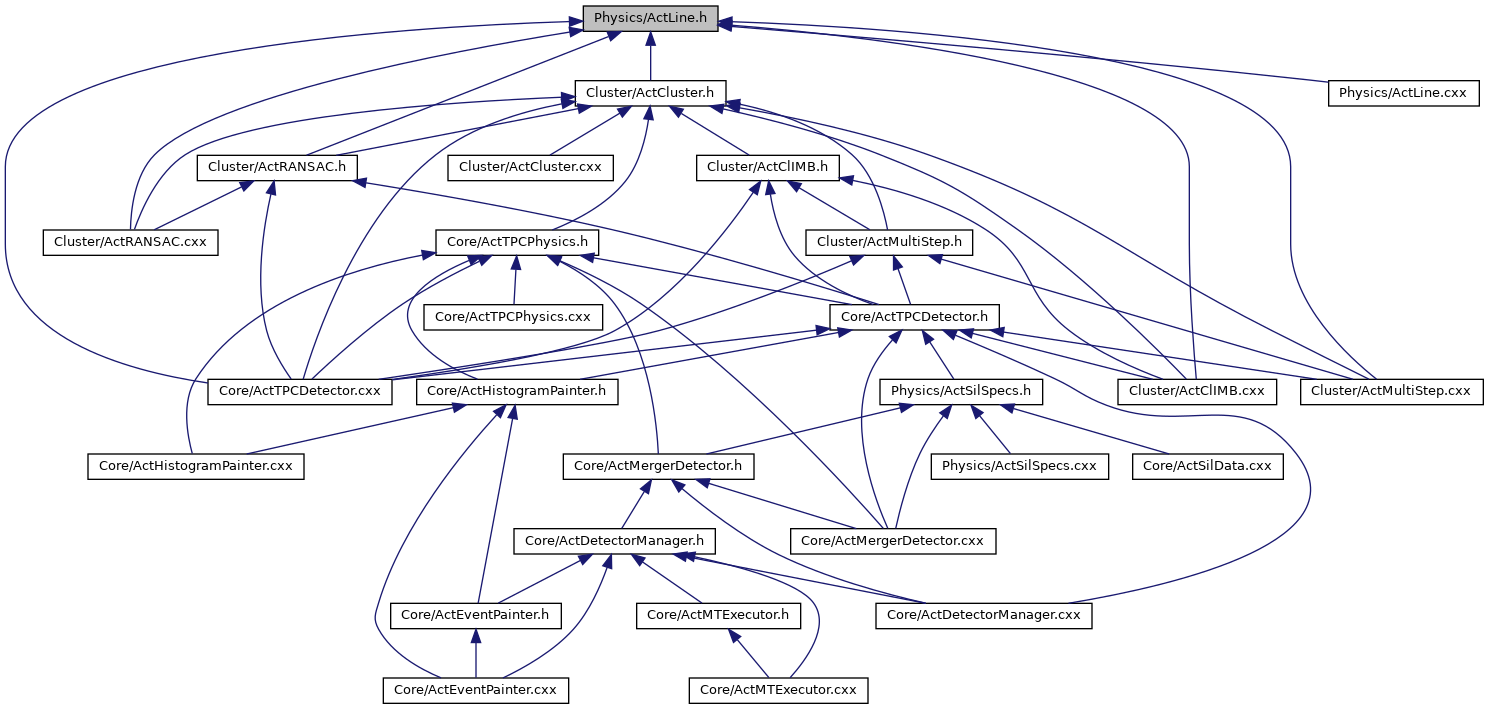 Physics/ActLine.h
Cluster/ActCluster.h
Physics/ActLine.cxx
Cluster/ActRANSAC.h
Cluster/ActCluster.cxx
Cluster/ActClIMB.h
Cluster/ActRANSAC.cxx
Core/ActTPCPhysics.h
Cluster/ActMultiStep.h
Core/ActTPCPhysics.cxx
Core/ActTPCDetector.h
Core/ActTPCDetector.cxx
Core/ActHistogramPainter.h
Physics/ActSilSpecs.h
Cluster/ActClIMB.cxx
Cluster/ActMultiStep.cxx
Core/ActHistogramPainter.cxx
Core/ActMergerDetector.h
Physics/ActSilSpecs.cxx
Core/ActSilData.cxx
Core/ActDetectorManager.h
Core/ActMergerDetector.cxx
Core/ActEventPainter.h
Core/ActMTExecutor.h
Core/ActDetectorManager.cxx
Core/ActEventPainter.cxx
Core/ActMTExecutor.cxx